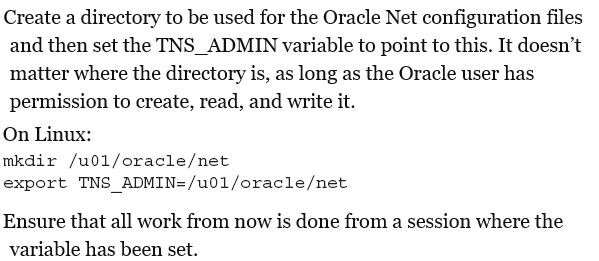 Create a directory to be used for the Oracle Net configuration files
and then set the TNS_ADMIN variable to point to this. It doesn’t
matter where the directory is, as long as the Oracle user has
permission to create, read, and write it.
On Linux:
mkdir /u01/oracle/net
export TNS_ADMIN=/u01/oracle/net
Ensure that all work from now is done from a session where the
variable has been set.